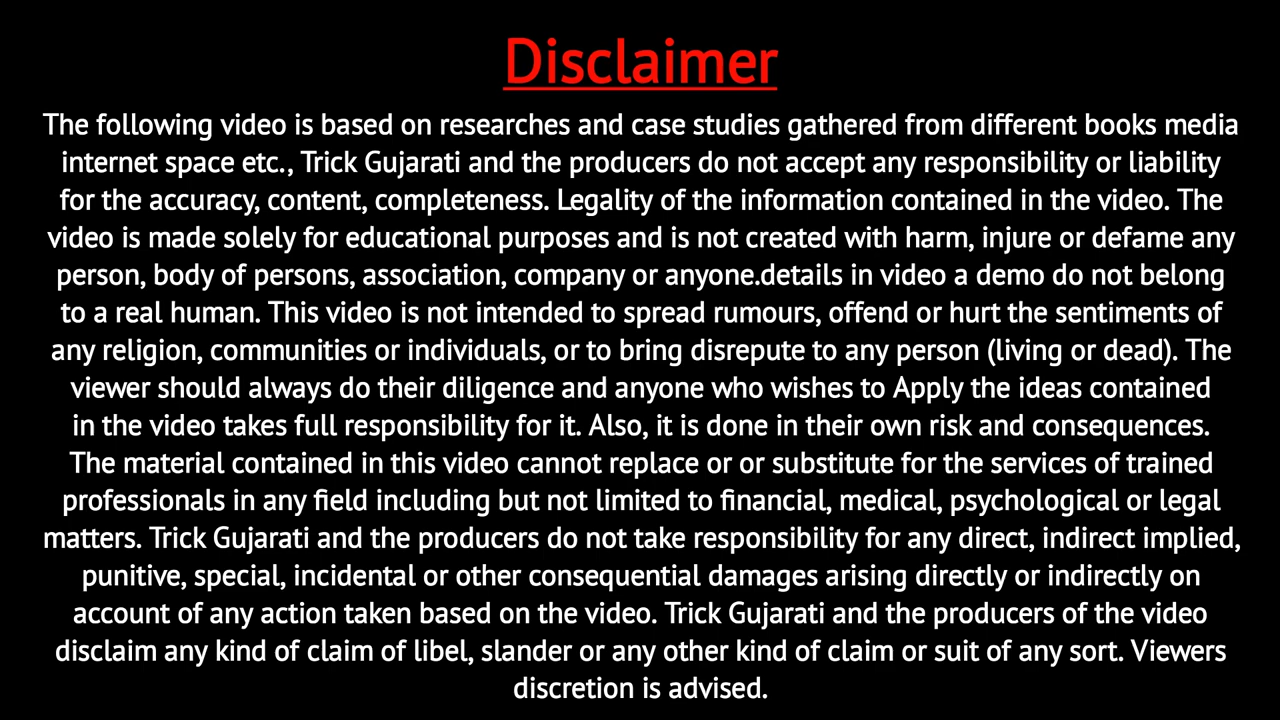 Disclaimer
The following video is based on researches and case studies gathered from different books media
internet space etc., Trick Gujarati and the producers do not accept any responsibility or liability
for the accuracy, content, completeness. Legality of the information contained in the video. The
video is made solely for educational purposes and is not created with harm, injure or defame any
person, body of persons, association, company or anyone.details in video a demo do not belong
to a real human. This video is not intended to spread rumours, offend or hurt the sentiments of
any religion, communities or individuals, or to bring disrepute to any person (living or dead). The
viewer should always do their diligence and anyone who wishes to Apply the ideas contained
in the video takes full responsibility for it. Also, it is done in their own risk and consequences.
The material contained in this video cannot replace or or substitute for the services of trained
professionals in any field including but not limited to financial, medical, psychological or legal
matters. Trick Gujarati and the producers do not take responsibility for any direct, indirect implied,
punitive, special, incidental or other consequential damages arising directly or indirectly on
account of any action taken based on the video. Trick Gujarati and the producers of the video
disclaim any kind of claim of libel, slander or any other kind of claim or suit of any sort. Viewers
discretion is advised.